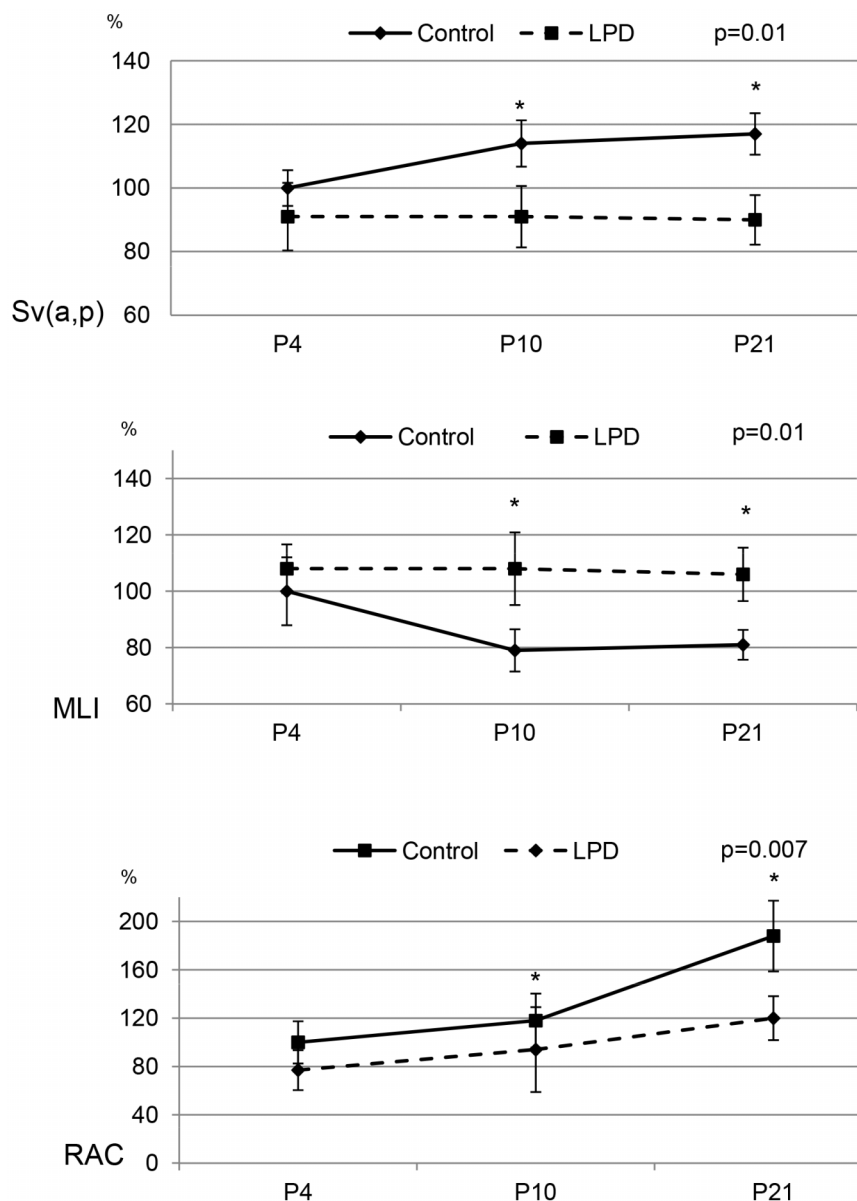 %
Control LPD p=0.01
140
*
*
120
100
80
60
Sv(a,p)
P4 P10 P21
%
Control LPD p=0.01
140
* *
120
100
80
60
MLI
P4 P10 P21
Control LPD p=0.007
%
*
200
160
*
120
80
40
RAC 0
P4 P10 P21